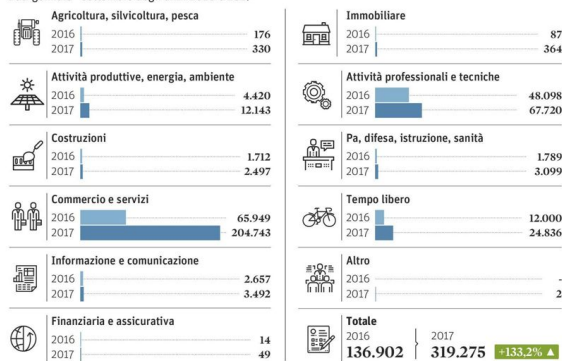 Agricoltura, silvicoltura, pesca
2016 176
2017 330
Attività produttive, energia, ambiente
2016 4.420
2017 12.143
Costruzioni
2016 1.712
2017 2.497
Commercio e servizi
2016 65.949
2017 204.743
Informazione e comunicazione
2016 2.657
2017 3.492
Finanziaria e assicurativa
2016 14
2017 49
Immobiliare
2016 87
2017 364
Attività professionali e tecniche
2016 48.098
2017 67.720
Pa, difesa, istruzione, sanità
2016 1.789
2017 3.099
Tempo libero
2016 12.000
2017 24.836
Altro
2016 -
2017 2
Totale
2016 2017
136.902 319.275 +133,2% ▲